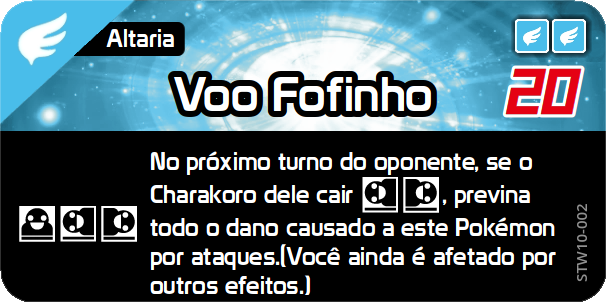 Altaria
Voo Fofinho
20
No próximo turno do oponente, se o
Charakoro dele cair , previna
todo o dano causado a este Pokémon
por ataques.(Você ainda é afetado por
outros efeitos.)
STW10-002